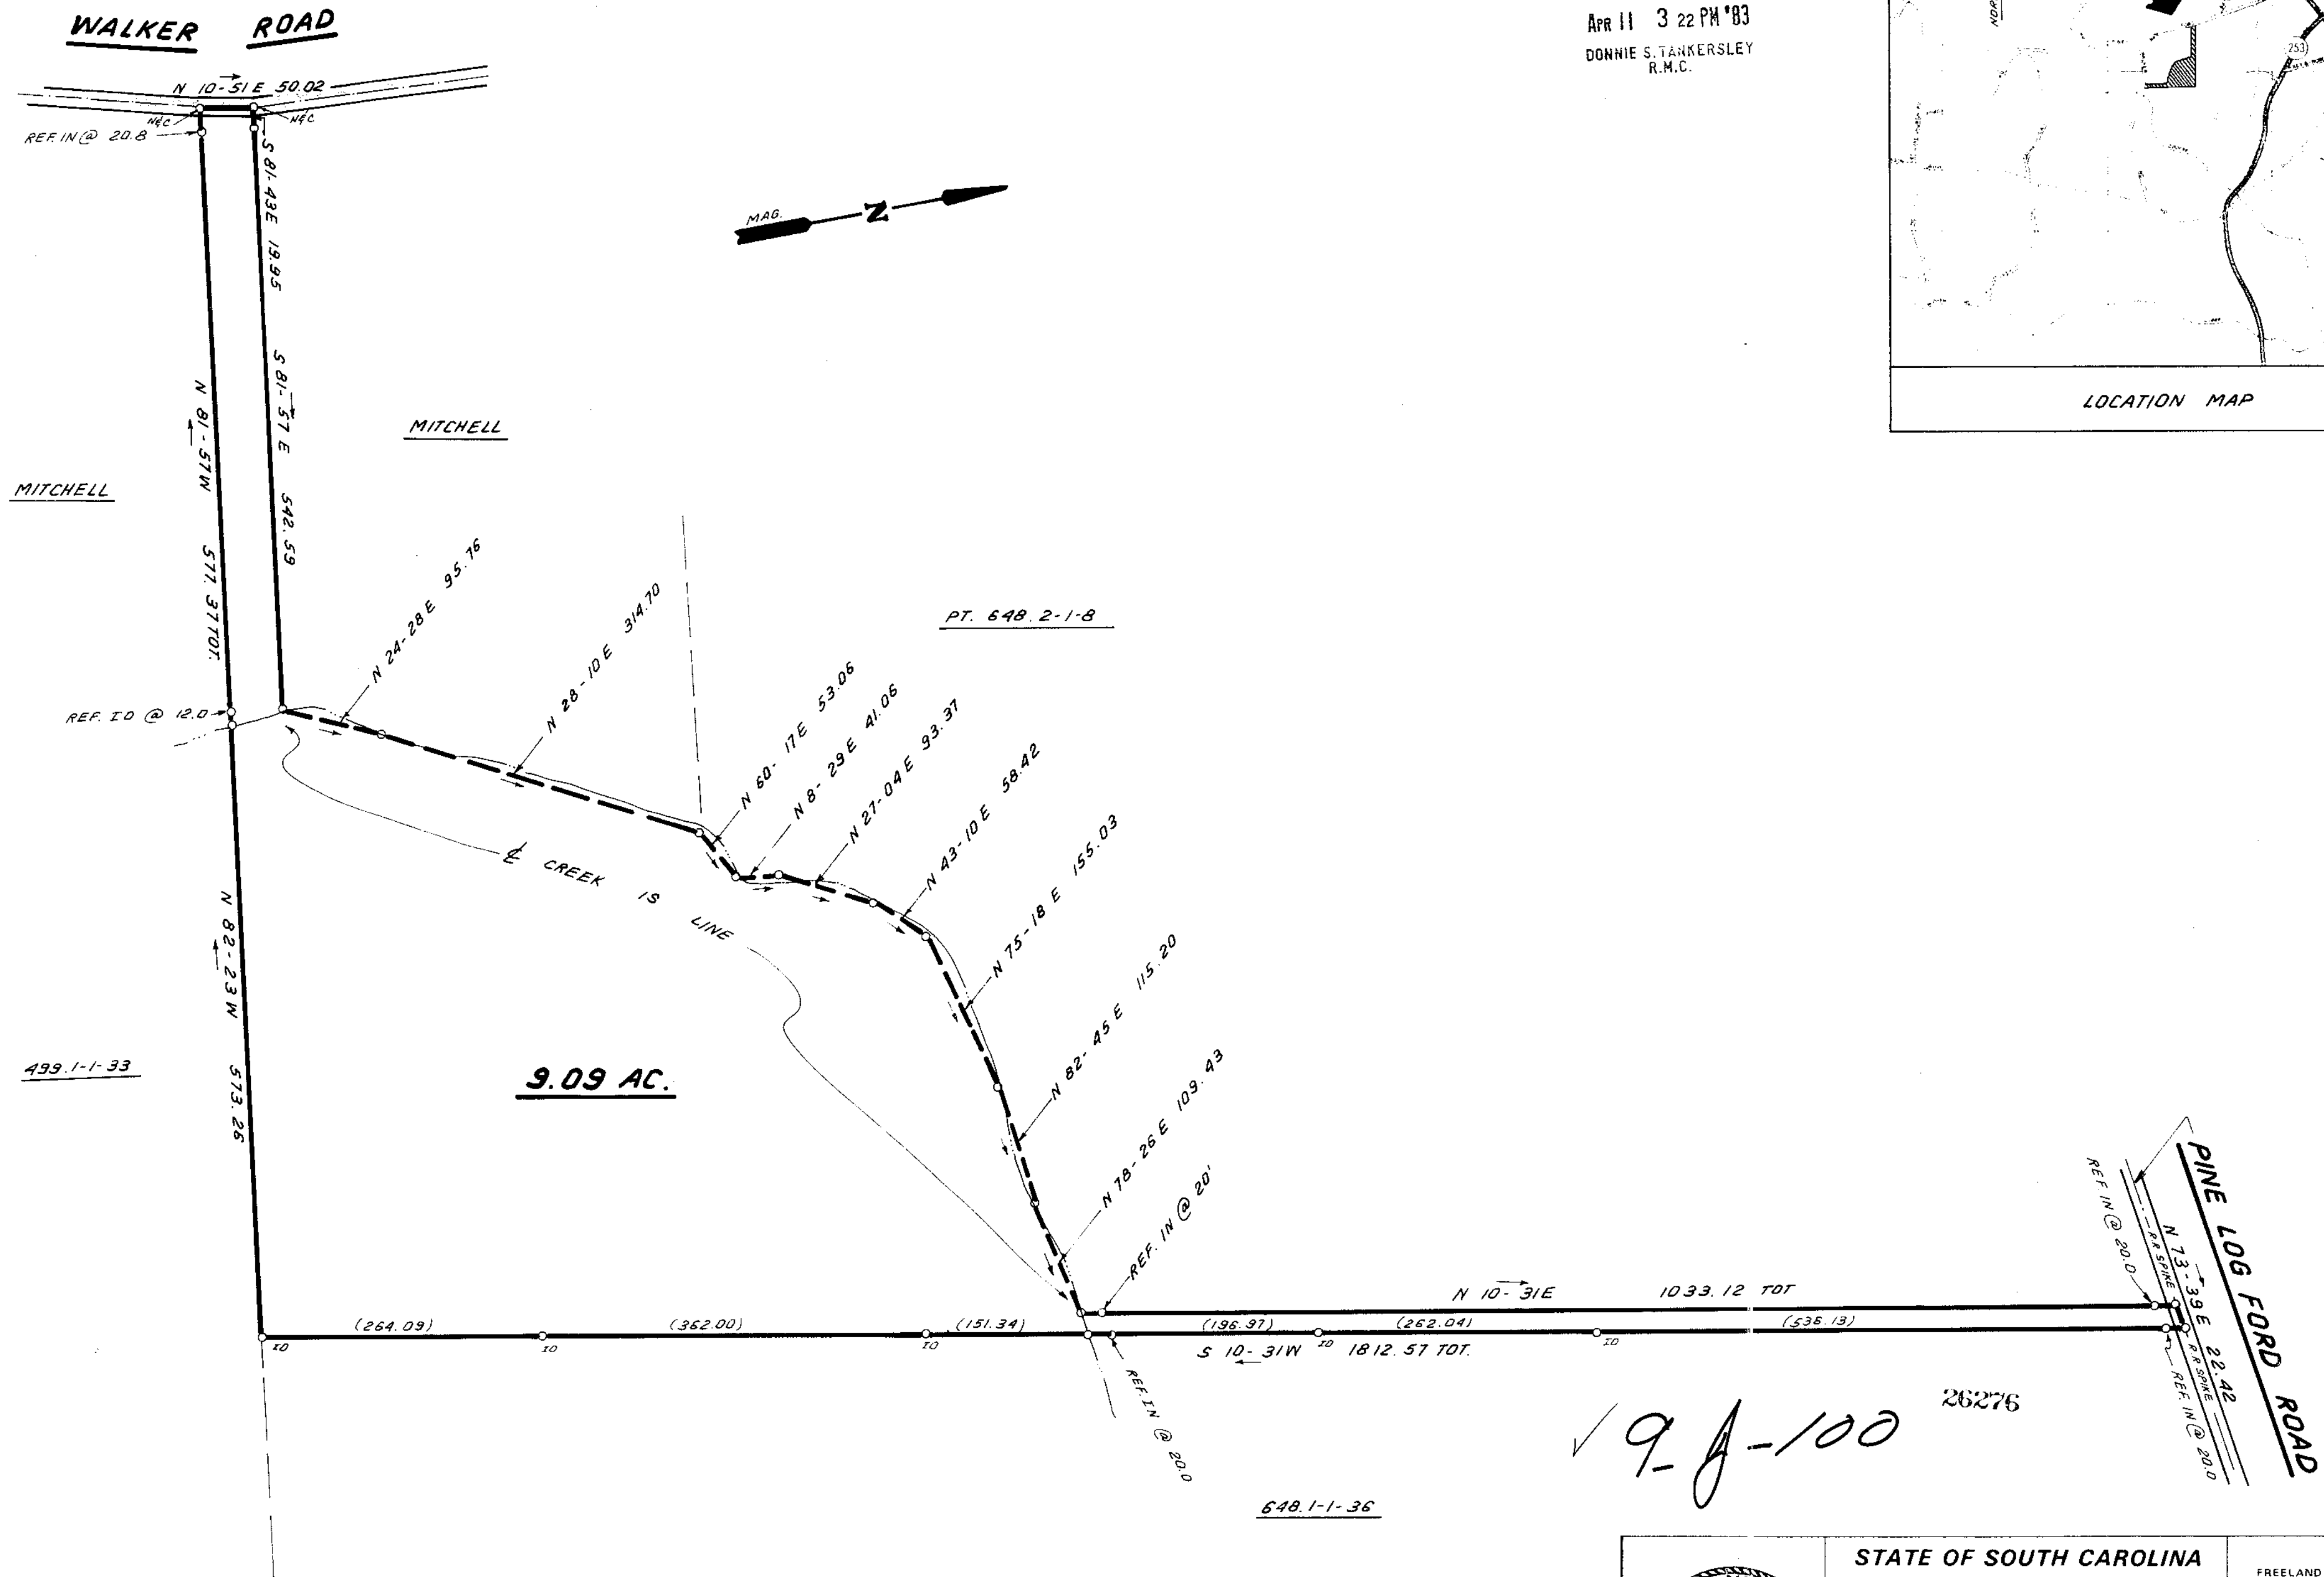 WALKER ROAD
N 10-51 E 50.02
N&C
N&C
REF. IN @ 20.8
S 81-43E 19.95
S 81-57 E 542.59
N 81-57W 577.37 TOT.
MITCHELL
MITCHELL
MAG.
N
APR 11 3 22 PM '83
DONNIE S. TANKERSLEY
R.M.C.
253
LOCATION MAP
N 24-28 E 95.76
N 28-10 E 314.70
PT. 648.2-1-8
N 60-17 E 53.06
N 8-29 E 41.06
N 27-04 E 93.37
N 43-10 E 58.42
N 75-18 E 155.03
N 82-45 E 115.20
N 78-26 E 109.43
REF. IN @ 20'
REF. IO @ 12.0
℄ CREEK IS LINE
N 82-23 W 573.26
499.1-1-33
9.09 AC.
N 10-31E 1033.12 TOT
(264.09) (362.00) (151.34) (196.97) (262.04) (535.13)
IO IO IO IO IO
S 10-31W 1812.57 TOT.
REF. IN @ 20.0
REF. IN @ 20.0
R.R SPIKE
N 73-39 E 22.42
R.R SPIKE
REF. IN @ 20.0
PINE LOG FORD ROAD
26276
648.1-1-36
STATE OF SOUTH CAROLINA
FREELAND